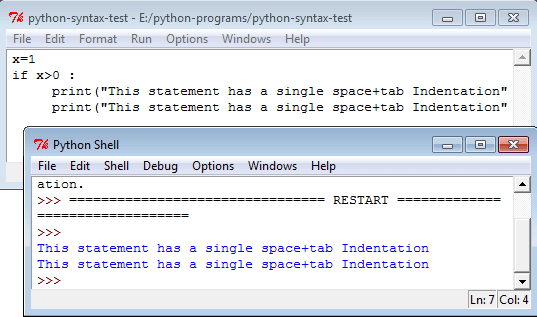 python-syntax-test - E:/python-programs/python-syntax-test
File Edit Format Run Options Windows Help
x=1
if x>0 :
     print("This statement has a single space+tab Indentation"
     print("This statement has a single space+tab Indentation"
Python Shell
File Edit Shell Debug Options Windows Help
ation.
>>> ================================ RESTART =============
===================
>>>
This statement has a single space+tab Indentation
This statement has a single space+tab Indentation
>>>
Ln: 7 Col: 4